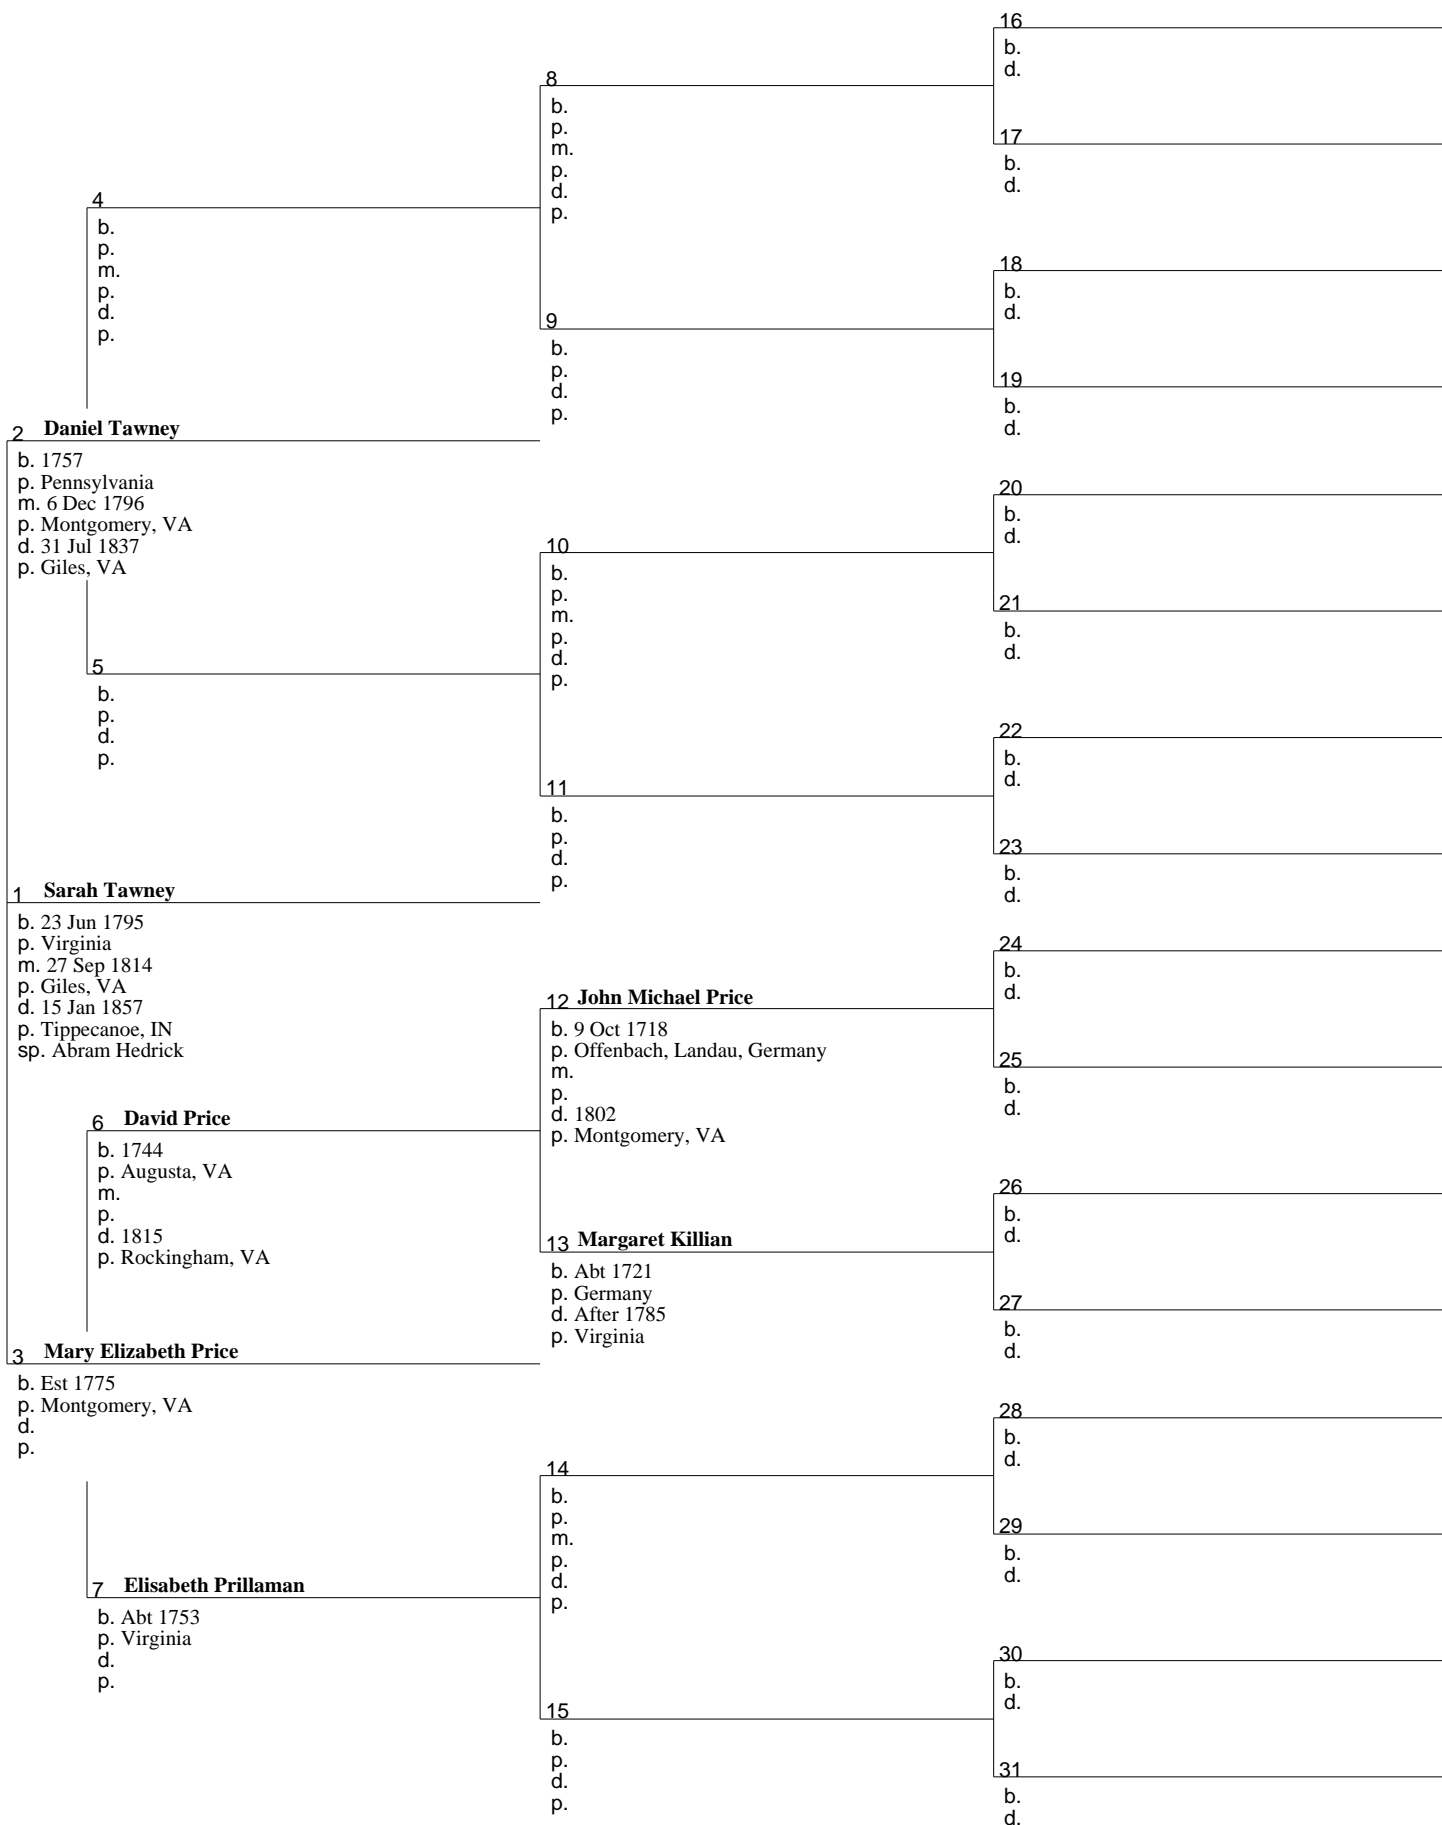 16
b.
d.
8
b.
p.
m.
p.
d.
p.
17
b.
d.
4
b.
p.
m.
p.
d.
p.
18
b.
d.
9
b.
p.
d.
p.
19
b.
d.
2 Daniel Tawney
b. 1757
p. Pennsylvania
m. 6 Dec 1796
p. Montgomery, VA
d. 31 Jul 1837
p. Giles, VA
20
b.
d.
10
b.
p.
m.
p.
d.
p.
21
b.
d.
5
b.
p.
d.
p.
22
b.
d.
11
b.
p.
d.
p.
23
b.
d.
1 Sarah Tawney
b. 23 Jun 1795
p. Virginia
m. 27 Sep 1814
p. Giles, VA
d. 15 Jan 1857
p. Tippecanoe, IN
sp. Abram Hedrick
24
b.
d.
12 John Michael Price
b. 9 Oct 1718
p. Offenbach, Landau, Germany
m.
p.
d. 1802
p. Montgomery, VA
25
b.
d.
6 David Price
b. 1744
p. Augusta, VA
m.
p.
d. 1815
p. Rockingham, VA
26
b.
d.
13 Margaret Killian
b. Abt 1721
p. Germany
d. After 1785
p. Virginia
27
b.
d.
3 Mary Elizabeth Price
b. Est 1775
p. Montgomery, VA
d.
p.
28
b.
d.
14
b.
p.
m.
p.
d.
p.
29
b.
d.
7 Elisabeth Prillaman
b. Abt 1753
p. Virginia
d.
p.
30
b.
d.
15
b.
p.
d.
p.
31
b.
d.